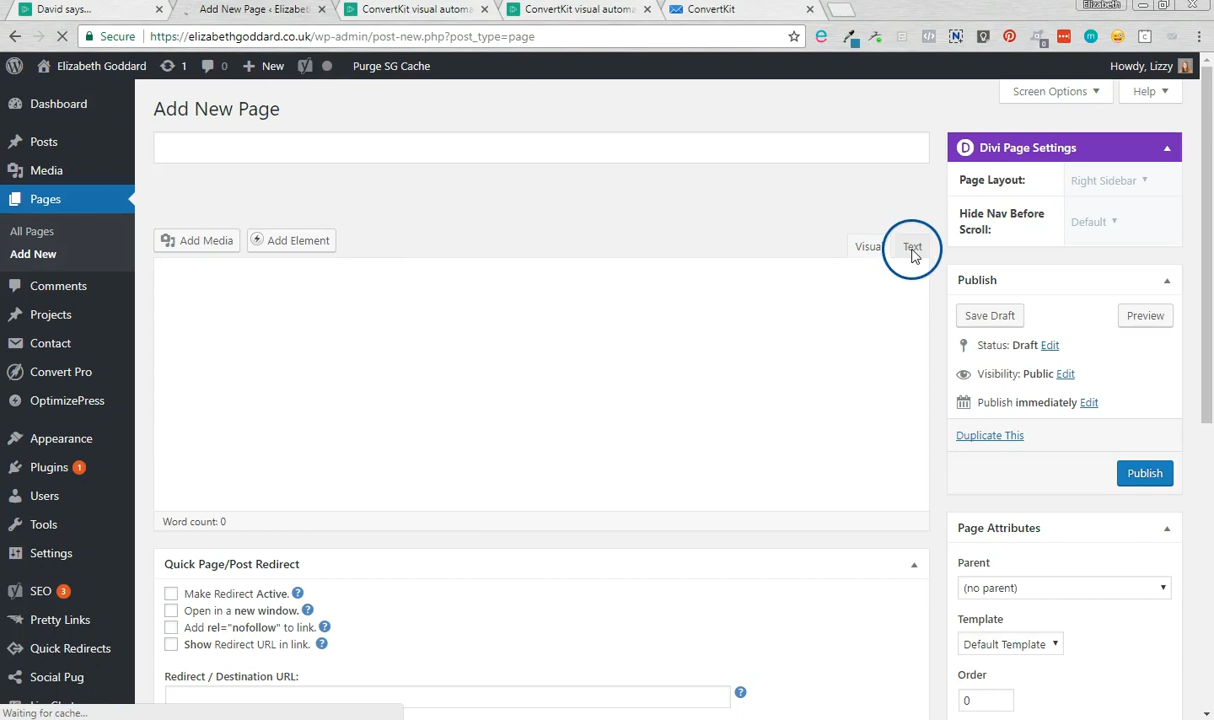 David says...
Add New Page ‹ Elizabeth
ConvertKit visual automa
ConvertKit visual automa
ConvertKit
Elizabeth
Secure
https://elizabethgoddard.co.uk/wp-admin/post-new.php?post_type=page
Elizabeth Goddard
1
0
New
Purge SG Cache
Howdy, Lizzy
Screen Options
Help
Dashboard
Posts
Media
Pages
All Pages
Add New
Comments
Projects
Contact
Convert Pro
OptimizePress
Appearance
Plugins 1
Users
Tools
Settings
SEO 3
Pretty Links
Quick Redirects
Social Pug
Waiting for cache...
Add New Page
Add Media
Add Element
Visual
Text
Word count: 0
Quick Page/Post Redirect
Make Redirect Active.
Open in a new window.
Add rel="nofollow" to link.
Show Redirect URL in link.
Redirect / Destination URL:
Divi Page Settings
Page Layout:
Right Sidebar
Hide Nav Before
Scroll:
Default
Publish
Save Draft
Preview
Status: Draft Edit
Visibility: Public Edit
Publish immediately Edit
Duplicate This
Publish
Page Attributes
Parent
(no parent)
Template
Default Template
Order
0